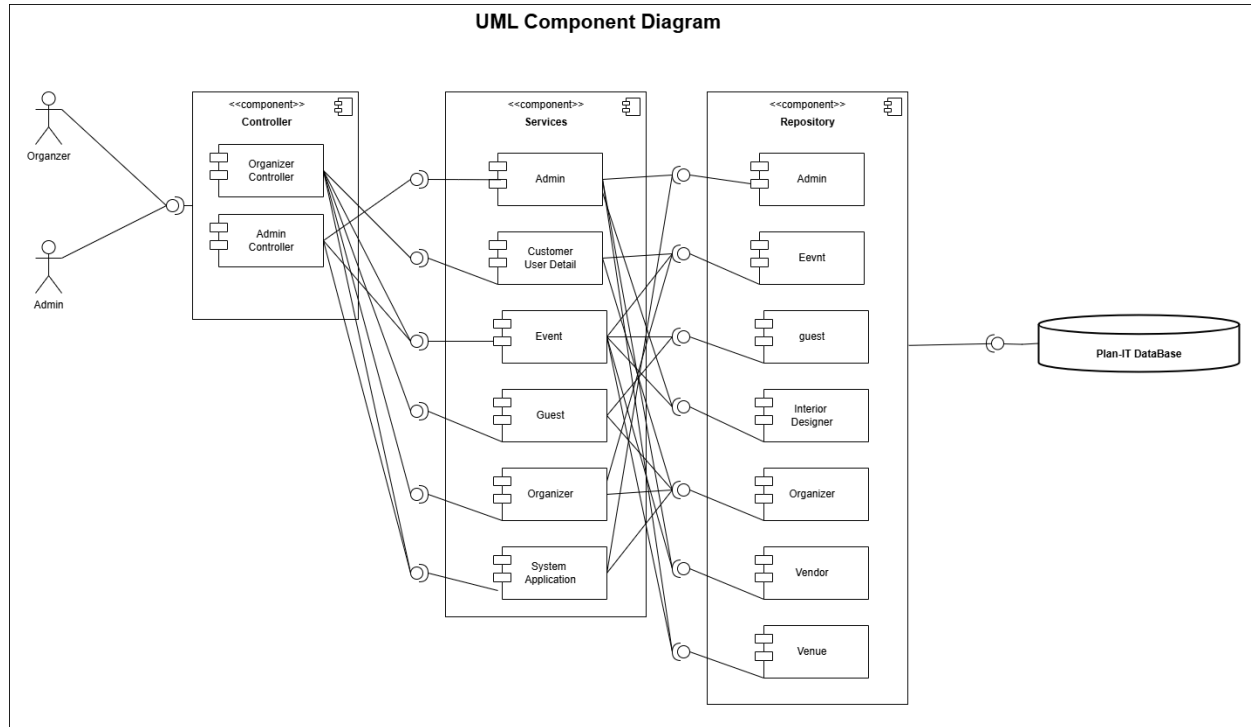 UML Component Diagram
Organzer
Admin
<<component>>
Controller
Organizer
Controller
Admin
Controller
<<component>>
Services
Admin
Customer
User Detail
Event
Guest
Organizer
System
Application
<<component>>
Repository
Admin
Eevnt
guest
Interior
Designer
Organizer
Vendor
Venue
Plan-IT DataBase